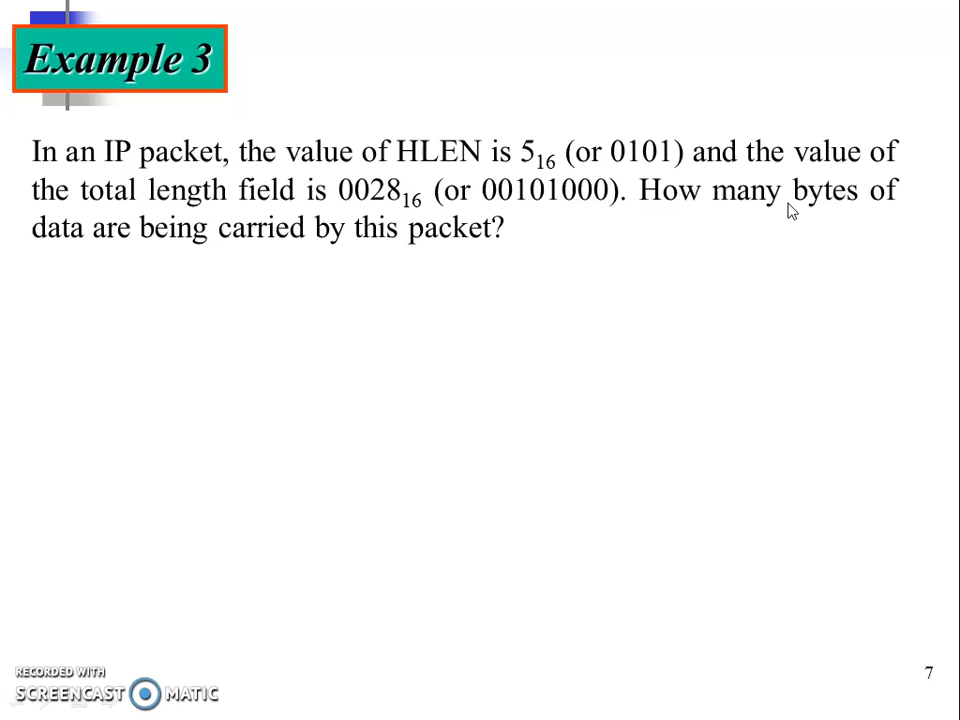 Example 3
In an IP packet, the value of HLEN is 5₁₆ (or 0101) and the value of
the total length field is 0028₁₆ (or 00101000). How many bytes of
data are being carried by this packet?
RECORDED WITH
SCREENCAST MATIC
7